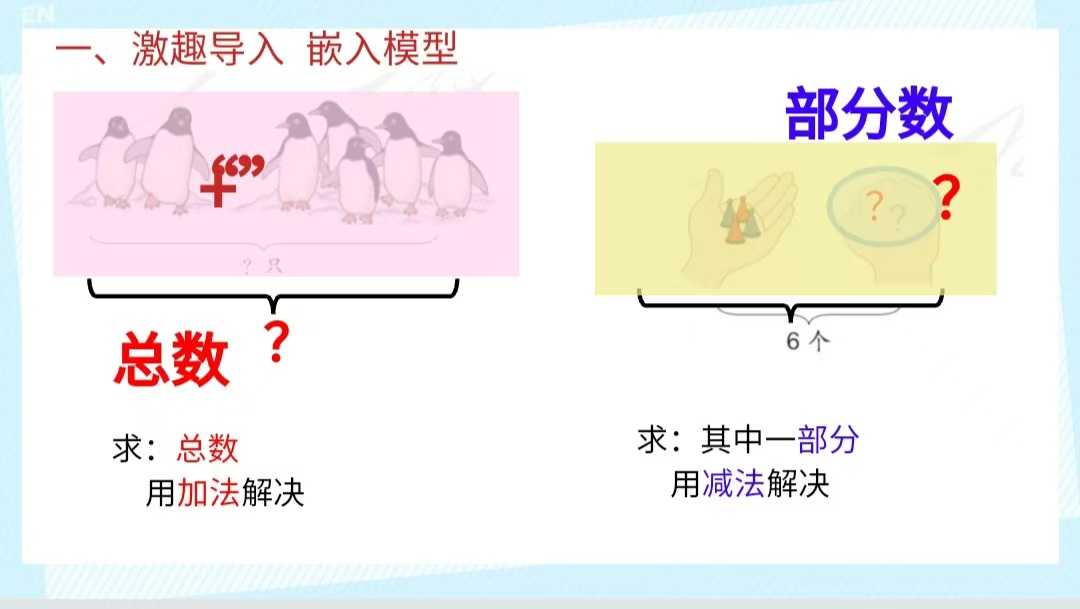 EN
一、激趣导入 嵌入模型
“+”
? 只
?
总数
求：总数
用加法解决
部分数
? ?
?
6 个
求：其中一部分
用减法解决